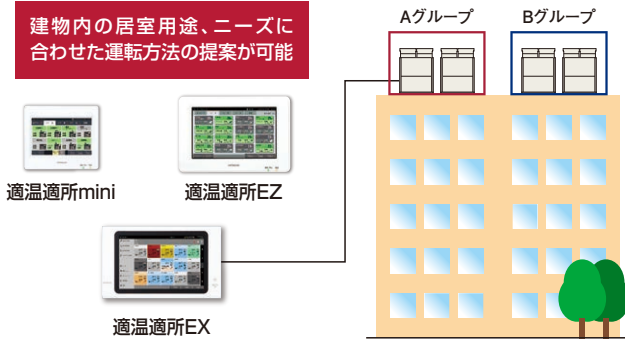 建物内の居室用途、ニーズに
合わせた運転方法の提案が可能
Aグループ
Bグループ
適温適所mini
適温適所EZ
適温適所EX